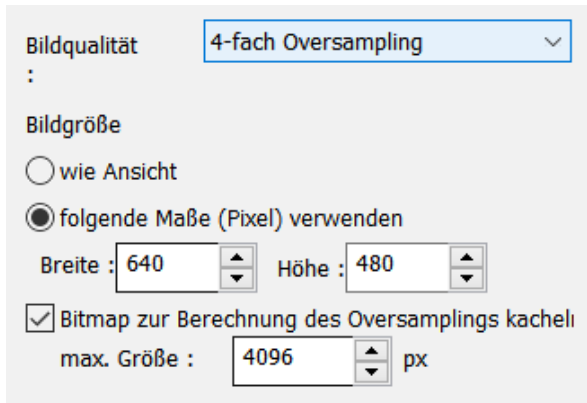 Bildqualität 4-fach Oversampling
:
Bildgröße
wie Ansicht
folgende Maße (Pixel) verwenden
Breite : 640 Höhe : 480
Bitmap zur Berechnung des Oversamplings kacheln
max. Größe : 4096 px